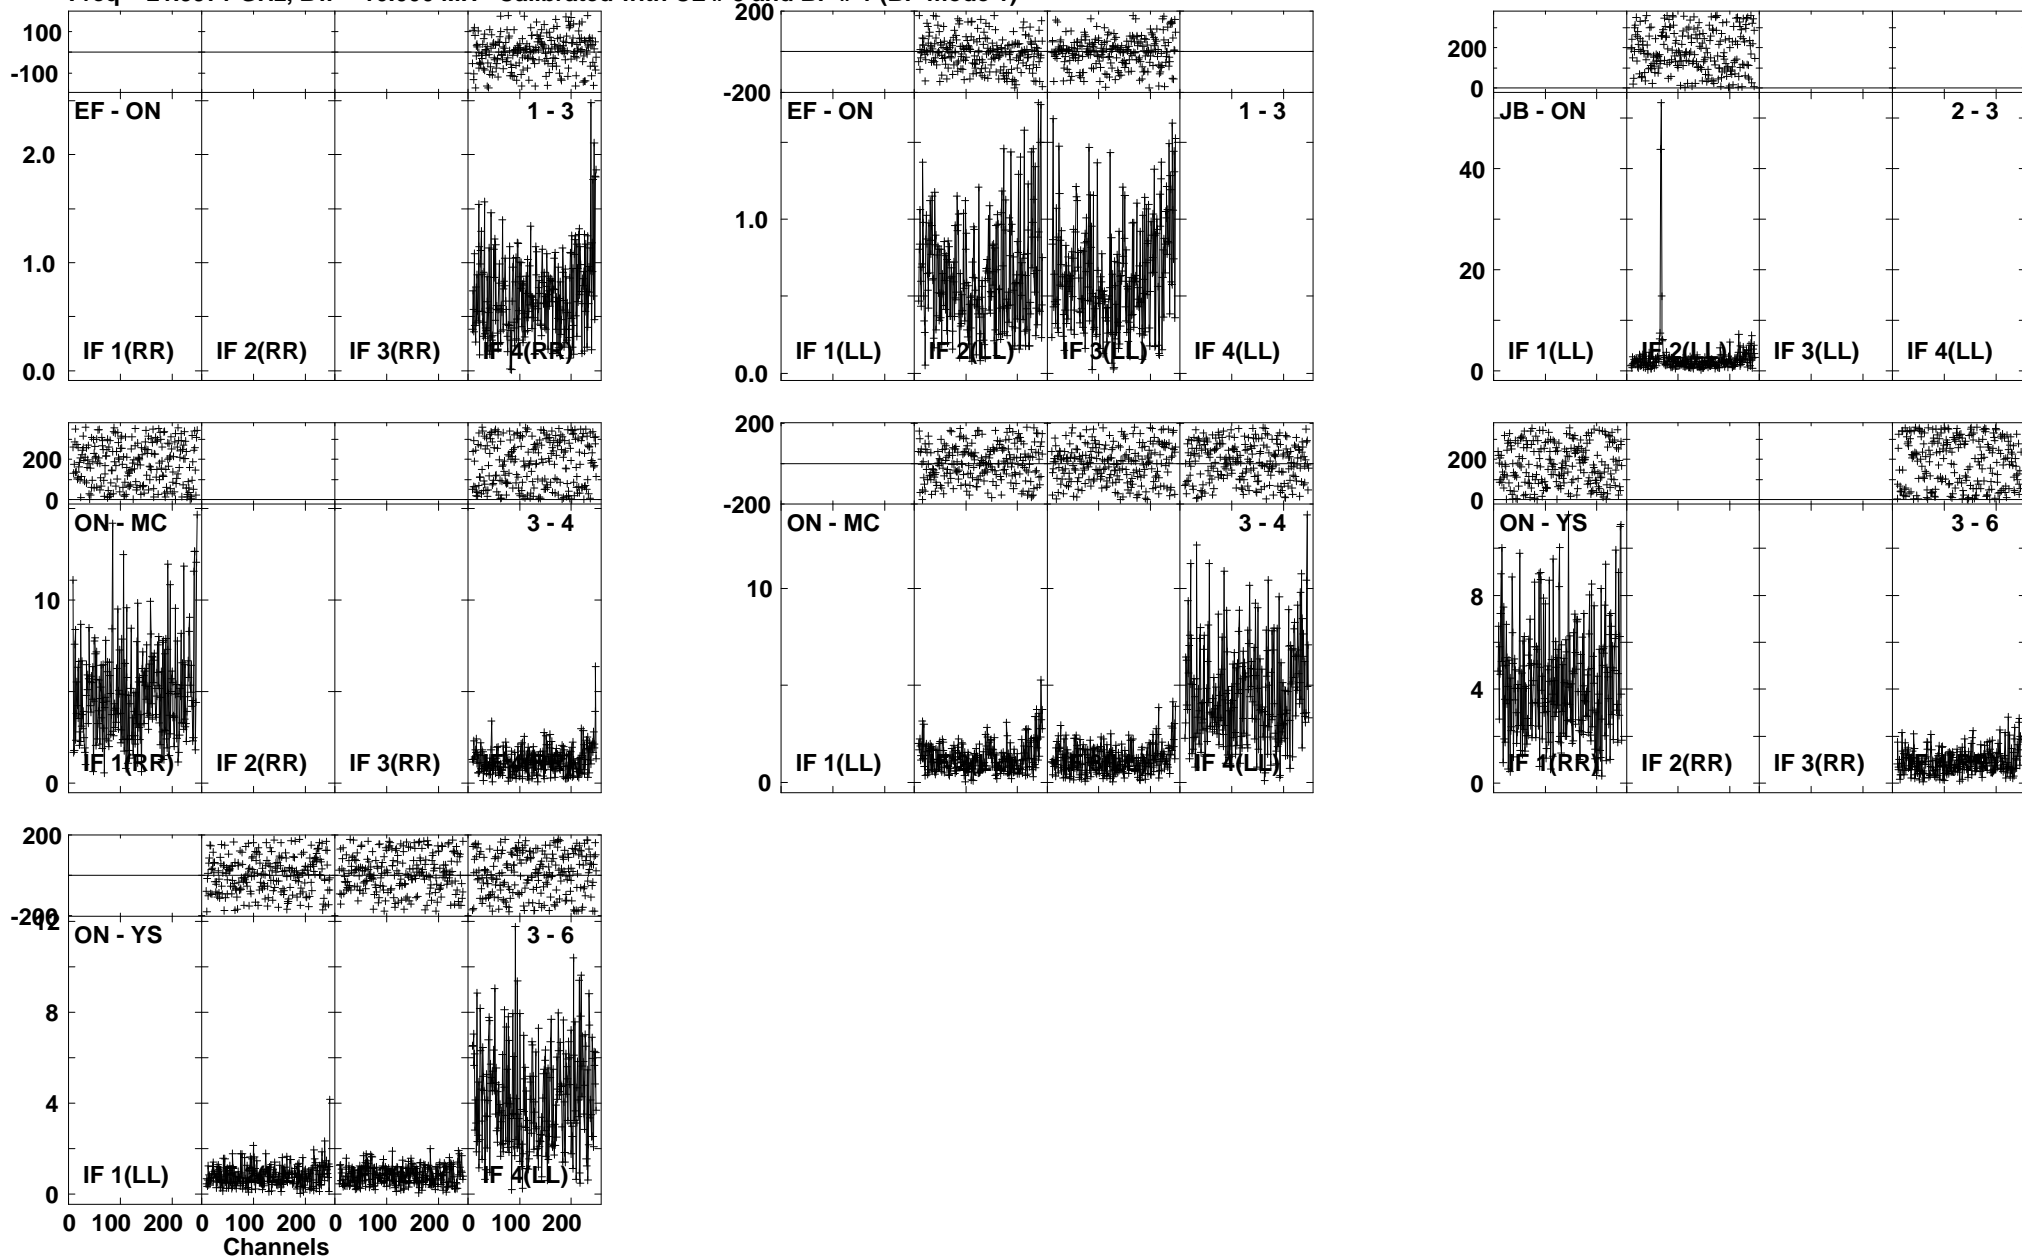 100
-100
EF - ON 1 - 3
2.0
1.0
0.0
IF 1(RR) IF 2(RR) IF 3(RR) IF 4(RR)
200
-200
EF - ON 1 - 3
1.0
0.0
IF 1(LL) IF 2(LL) IF 3(LL) IF 4(LL)
200
0
JB - ON 2 - 3
40
20
0
IF 1(LL) IF 2(LL) IF 3(LL) IF 4(LL)
200
0
ON - MC 3 - 4
10
0
IF 1(RR) IF 2(RR) IF 3(RR)
200
-200
ON - MC 3 - 4
10
0
IF 1(LL) IF 4(LL)
200
0
ON - YS 3 - 6
8
4
0
IF 1(RR) IF 2(RR) IF 3(RR)
200
-200
12
ON - YS 3 - 6
8
4
0
IF 1(LL) IF 4(LL)
0 100 200 0 100 200 0 100 200 0 100 200
Channels